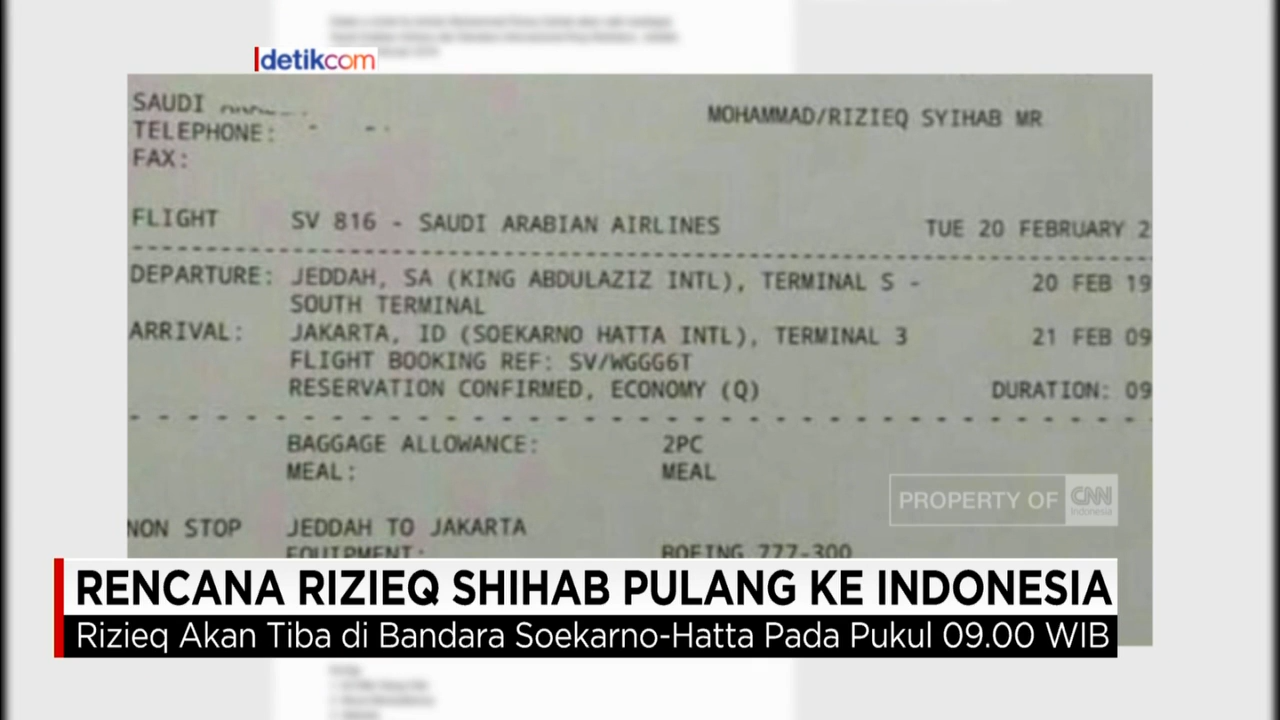 detikcom
SAUDI
MOHAMMAD/RIZIEQ SYIHAB MR
TELEPHONE:
FAX:
FLIGHT SV 816 - SAUDI ARABIAN AIRLINES TUE 20 FEBRUARY 2
DEPARTURE: JEDDAH, SA (KING ABDULAZIZ INTL), TERMINAL S - 20 FEB 19
SOUTH TERMINAL
ARRIVAL: JAKARTA, ID (SOEKARNO HATTA INTL), TERMINAL 3 21 FEB 09
FLIGHT BOOKING REF: SV/WGGG6T
RESERVATION CONFIRMED, ECONOMY (Q) DURATION: 09
BAGGAGE ALLOWANCE: 2PC
MEAL: MEAL
PROPERTY OF CNN Indonesia
NON STOP JEDDAH TO JAKARTA
EQUIPMENT: BOEING 777-300
RENCANA RIZIEQ SHIHAB PULANG KE INDONESIA
Rizieq Akan Tiba di Bandara Soekarno-Hatta Pada Pukul 09.00 WIB